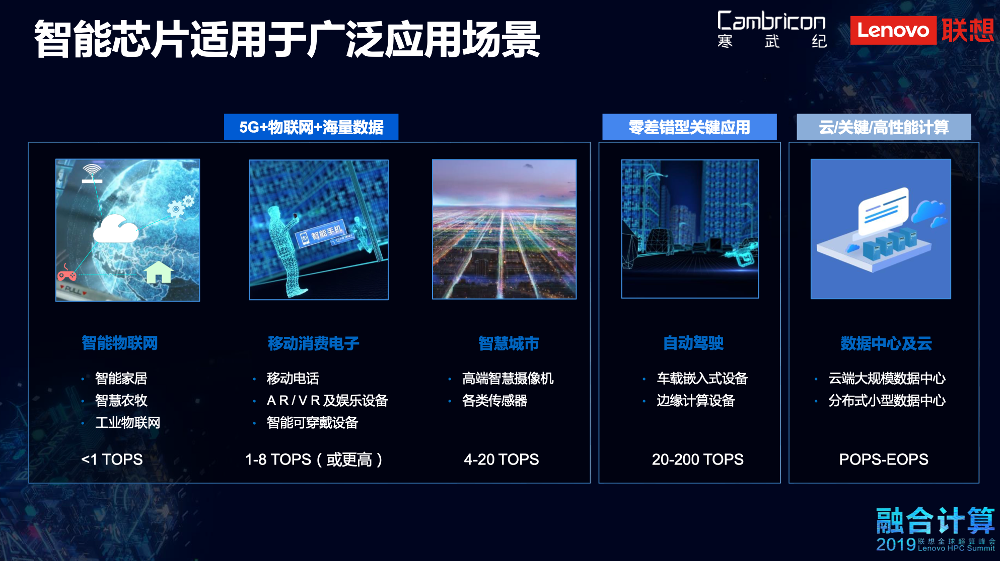 智能芯片适用于广泛应用场景
Cambricon
寒武纪
Lenovo 联想
5G+物联网+海量数据
零差错型关键应用
云/关键/高性能计算
PULL
智能手机
智能物联网
智能家居
智慧农牧
工业物联网
<1 TOPS
移动消费电子
移动电话
AR/VR及娱乐设备
智能可穿戴设备
1-8 TOPS（或更高）
智慧城市
高端智慧摄像机
各类传感器
4-20 TOPS
自动驾驶
车载嵌入式设备
边缘计算设备
20-200 TOPS
数据中心及云
云端大规模数据中心
分布式小型数据中心
POPS-EOPS
融合计算
2019 联想全球超算峰会
Lenovo HPC Summit